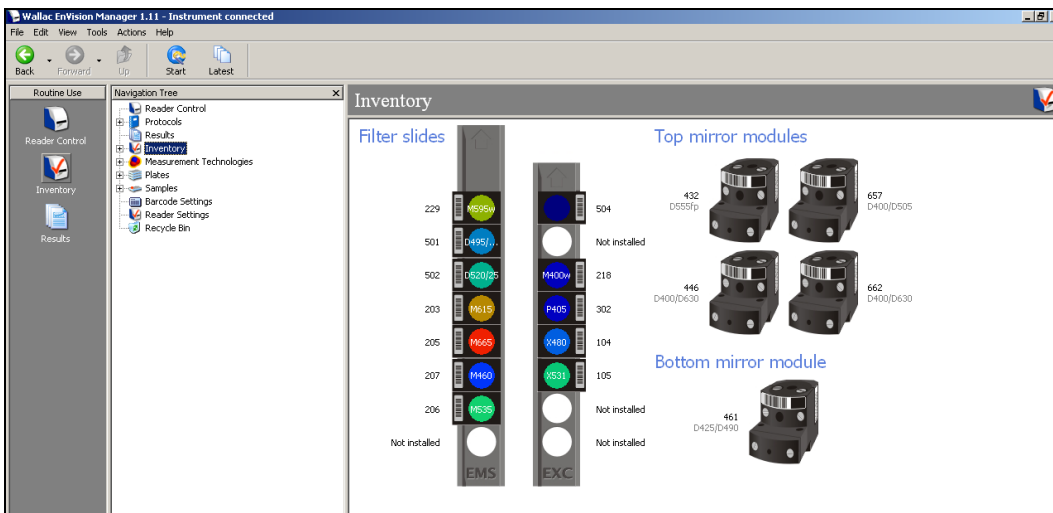 Wallac EnVision Manager 1.11 - Instrument connected
File Edit View Tools Actions Help
Back Forward Up Start Latest
Routine Use
Reader Control
Inventory
Results
Navigation Tree
Reader Control
Protocols
Results
Inventory
Measurement Technologies
Plates
Samples
Barcode Settings
Reader Settings
Recycle Bin
Inventory
Filter slides
229 M595w
501 D495/...
502 D520/25
203 M615
205 M665
207 M460
206 M535
Not installed
EMS
504
Not installed
M400w 218
P405 302
X480 104
X531 105
Not installed
Not installed
EXC
Top mirror modules
432
D555fp
657
D400/D505
446
D400/D630
662
D400/D630
Bottom mirror module
461
D425/D490